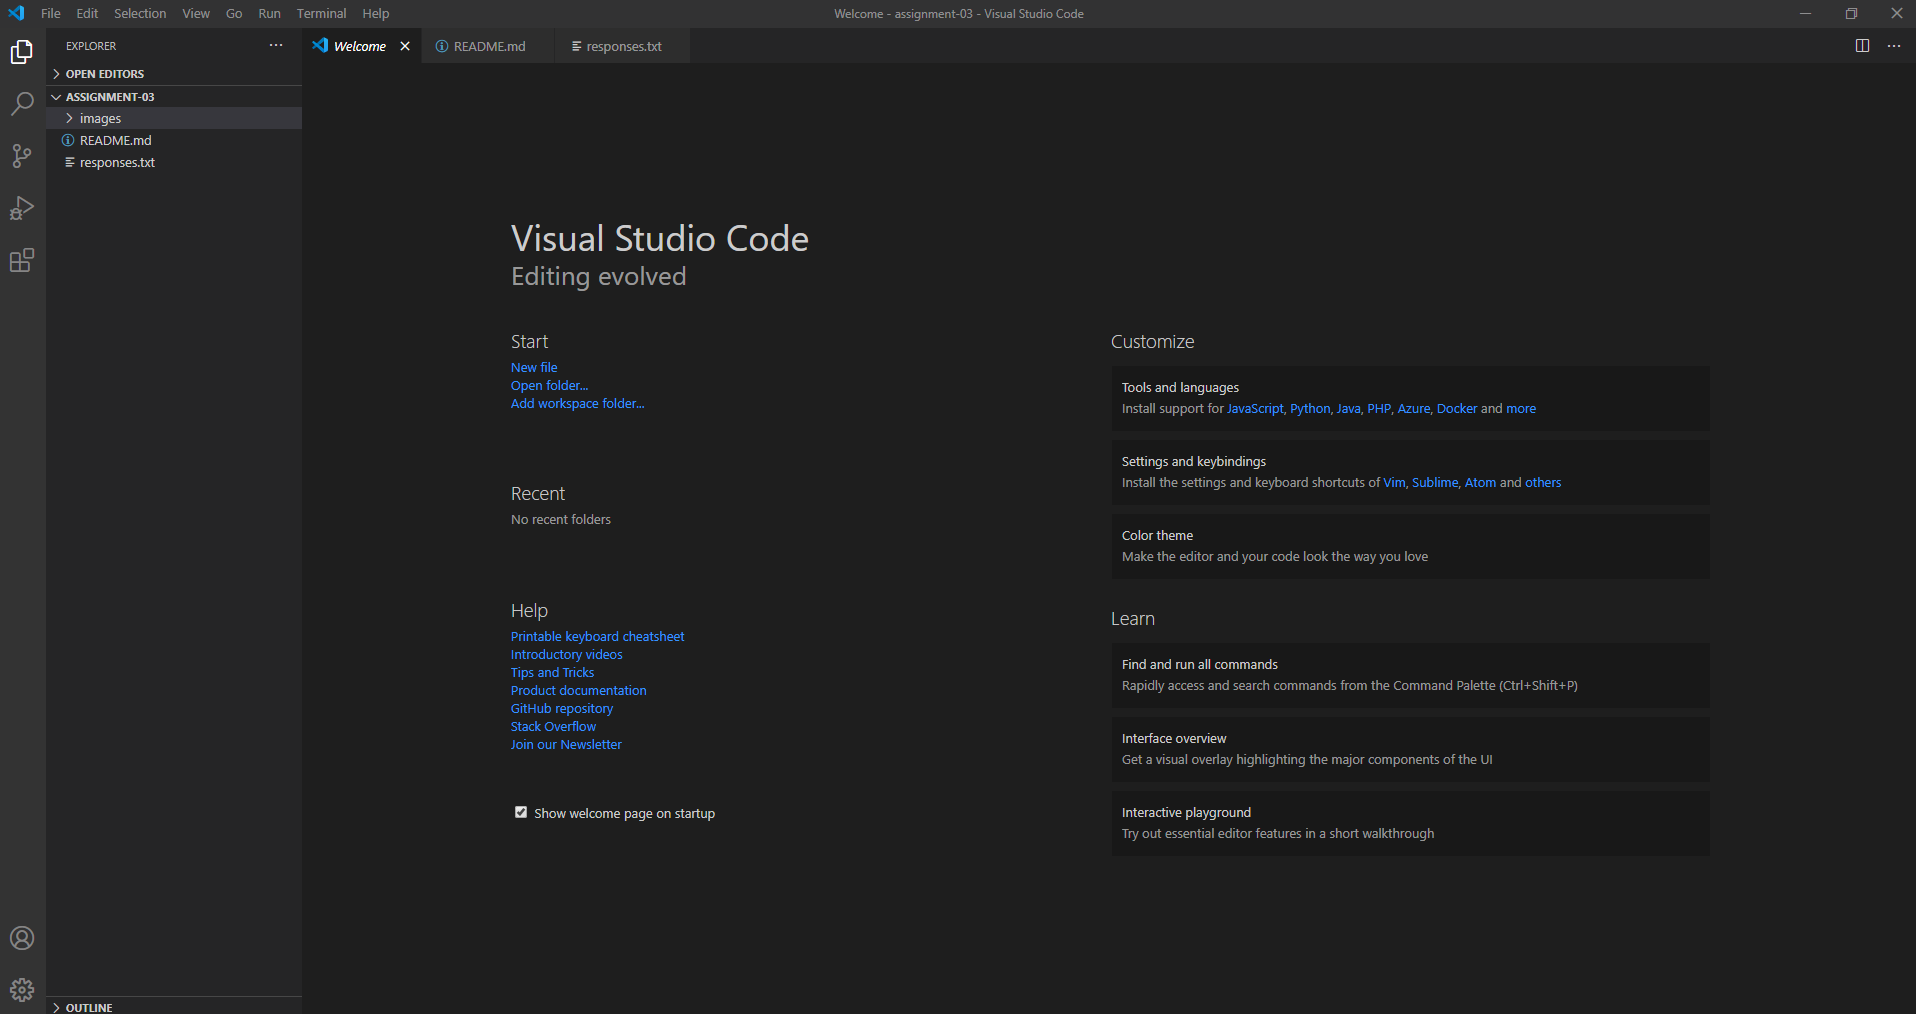 File Edit Selection View Go Run Terminal Help
Welcome - assignment-03 - Visual Studio Code
EXPLORER
OPEN EDITORS
ASSIGNMENT-03
images
README.md
responses.txt
OUTLINE
Welcome
README.md
responses.txt
Visual Studio Code
Editing evolved
Start
New file
Open folder...
Add workspace folder...
Recent
No recent folders
Help
Printable keyboard cheatsheet
Introductory videos
Tips and Tricks
Product documentation
GitHub repository
Stack Overflow
Join our Newsletter
Show welcome page on startup
Customize
Tools and languages
Install support for JavaScript, Python, Java, PHP, Azure, Docker and more
Settings and keybindings
Install the settings and keyboard shortcuts of Vim, Sublime, Atom and others
Color theme
Make the editor and your code look the way you love
Learn
Find and run all commands
Rapidly access and search commands from the Command Palette (Ctrl+Shift+P)
Interface overview
Get a visual overlay highlighting the major components of the UI
Interactive playground
Try out essential editor features in a short walkthrough